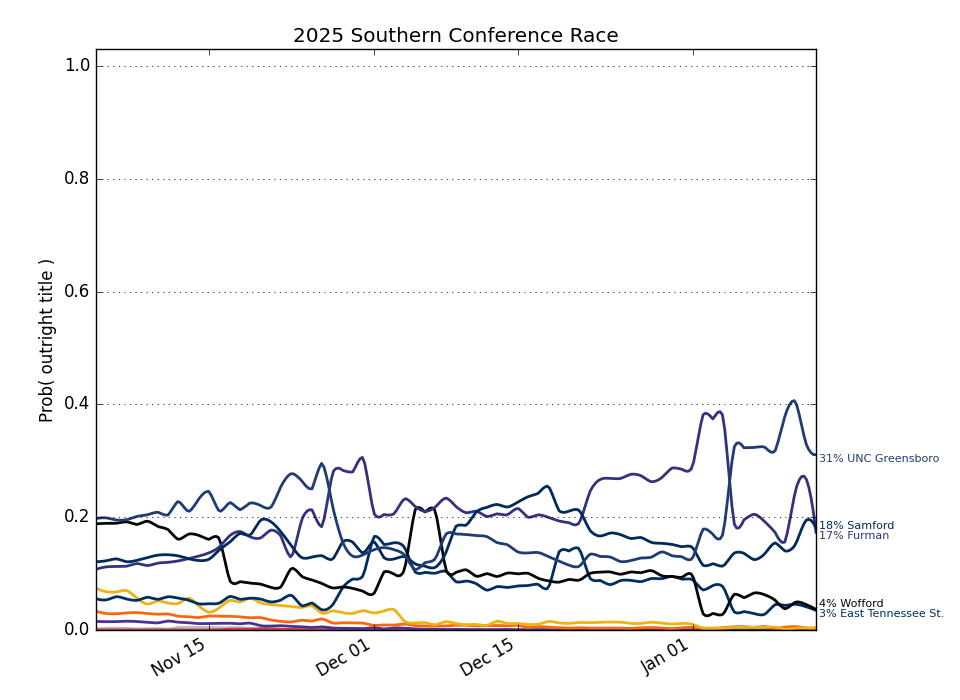 2025 Southern Conference Race
Prob( outright title )
1.0
0.8
0.6
0.4
0.2
0.0
31% UNC Greensboro
18% Samford
17% Furman
4% Wofford
3% East Tennessee St.
Nov 15
Dec 01
Dec 15
Jan 01